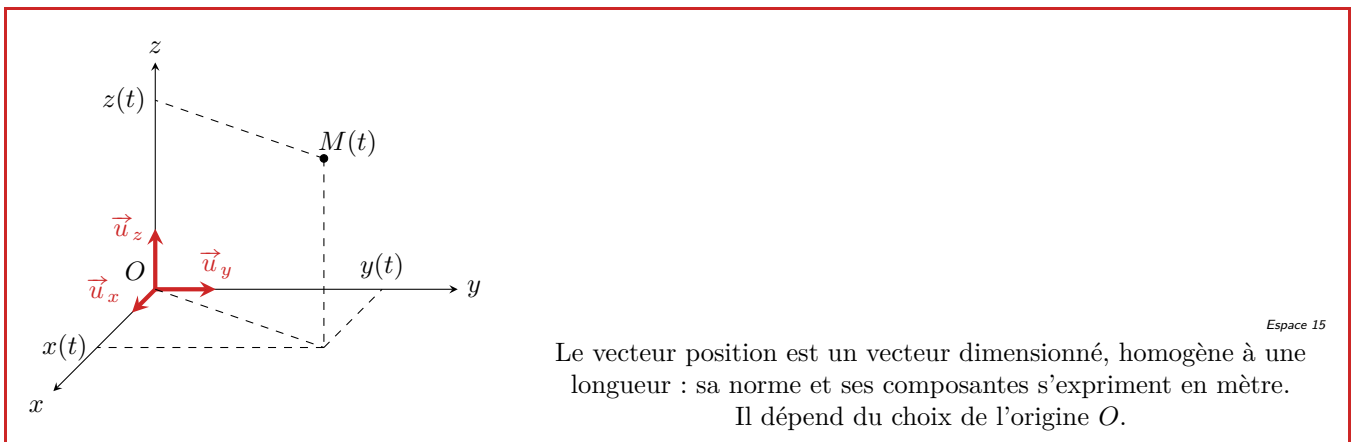 z
z(t)
M(t)
u⃗z
O
u⃗y
y(t)
y
u⃗x
x(t)
x
Espace 15
Le vecteur position est un vecteur dimensionné, homogène à une
longueur : sa norme et ses composantes s'expriment en mètre.
Il dépend du choix de l'origine O.